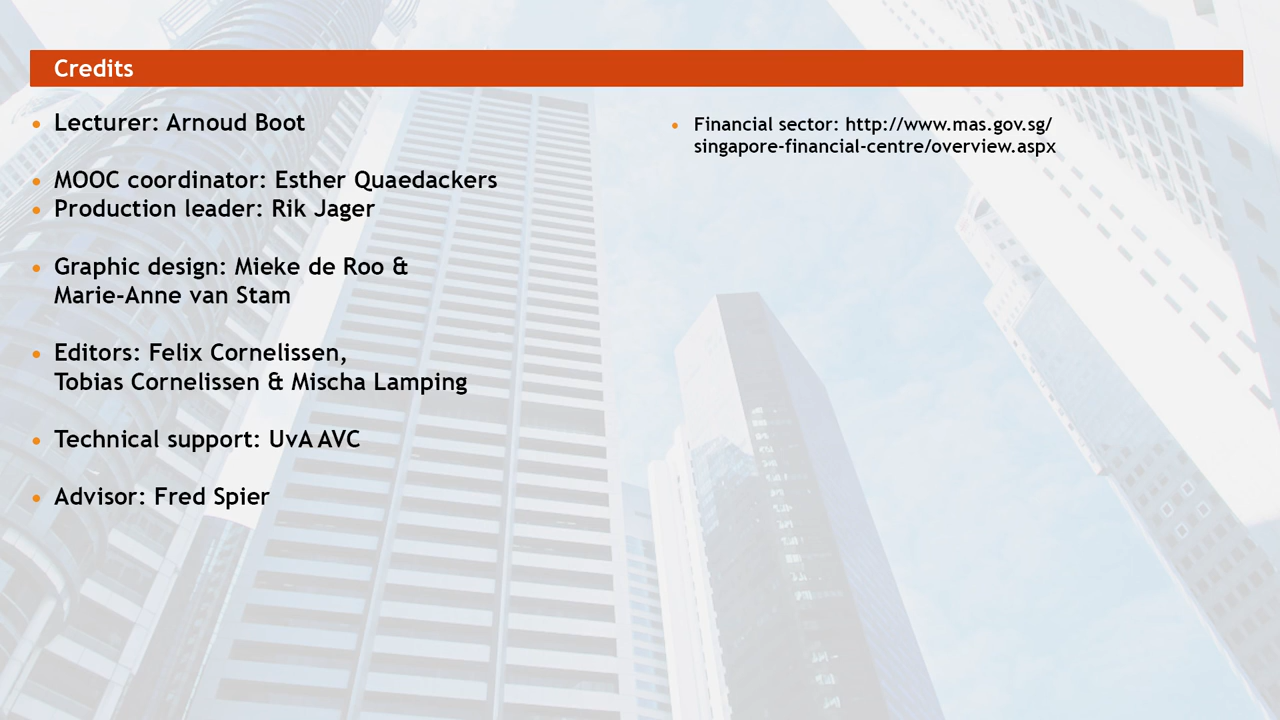 Credits
Lecturer: Arnoud Boot
MOOC coordinator: Esther Quaedackers
Production leader: Rik Jager
Graphic design: Mieke de Roo &
Marie-Anne van Stam
Editors: Felix Cornelissen,
Tobias Cornelissen & Mischa Lamping
Technical support: UvA AVC
Advisor: Fred Spier
Financial sector: http://www.mas.gov.sg/
singapore-financial-centre/overview.aspx